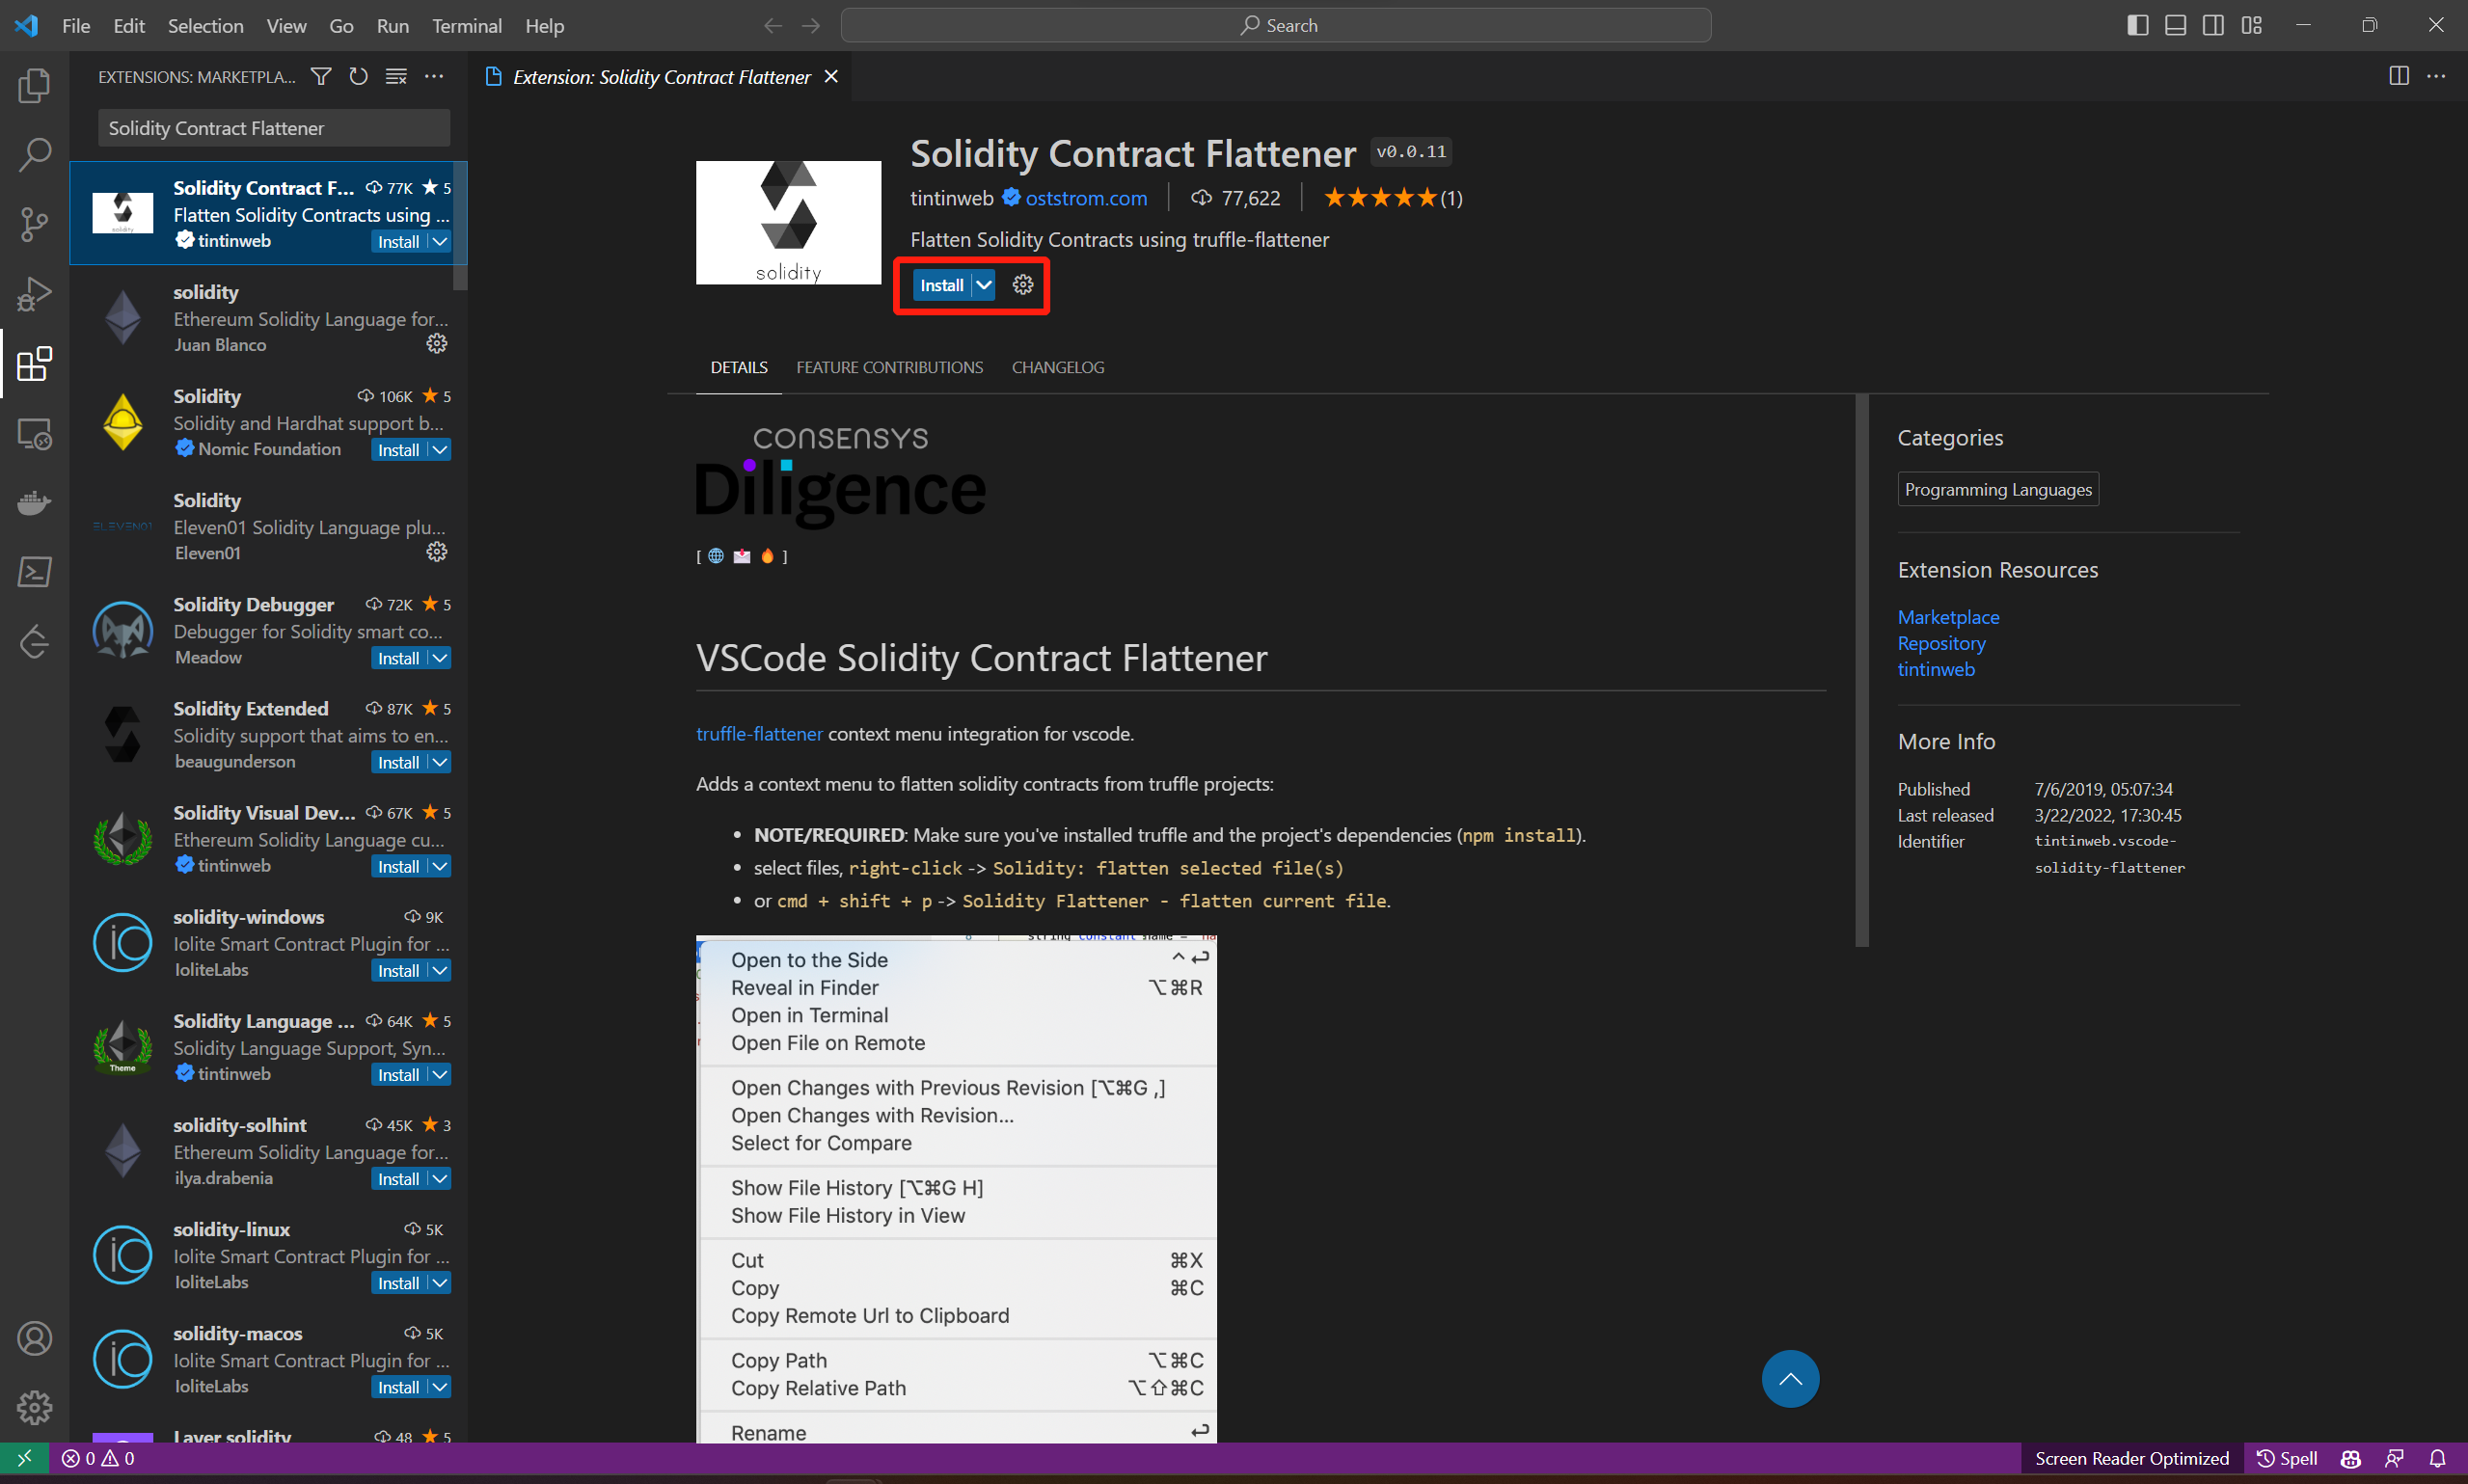 File Edit Selection View Go Run Terminal Help
Search
EXTENSIONS: MARKETPLA...
Solidity Contract Flattener
Solidity Contract F... 77K 5
Flatten Solidity Contracts using ...
tintinweb Install
solidity
Ethereum Solidity Language for...
Juan Blanco
Solidity 106K 5
Solidity and Hardhat support b...
Nomic Foundation Install
Solidity
Eleven01 Solidity Language plu...
Eleven01
ELEVEN01
Solidity Debugger 72K 5
Debugger for Solidity smart co...
Meadow Install
Solidity Extended 87K 5
Solidity support that aims to en...
beaugunderson Install
Solidity Visual Dev... 67K 5
Ethereum Solidity Language cu...
tintinweb Install
solidity-windows 9K
Iolite Smart Contract Plugin for ...
IoliteLabs Install
Solidity Language ... 64K 5
Solidity Language Support, Syn...
tintinweb Install
Theme
solidity-solhint 45K 3
Ethereum Solidity Language for...
ilya.drabenia Install
solidity-linux 5K
Iolite Smart Contract Plugin for ...
IoliteLabs Install
solidity-macos 5K
Iolite Smart Contract Plugin for ...
IoliteLabs Install
Layer solidity 48 5
Extension: Solidity Contract Flattener
solidity
Solidity Contract Flattener v0.0.11
tintinweb oststrom.com 77,622 (1)
Flatten Solidity Contracts using truffle-flattener
Install
DETAILS FEATURE CONTRIBUTIONS CHANGELOG
CONSENSYS
Diligence
[ 🌐 📩 🔥 ]
VSCode Solidity Contract Flattener
truffle-flattener context menu integration for vscode.
Adds a context menu to flatten solidity contracts from truffle projects:
• NOTE/REQUIRED: Make sure you've installed truffle and the project's dependencies (npm install).
• select files, right-click -> Solidity: flatten selected file(s)
• or cmd + shift + p -> Solidity Flattener - flatten current file.
Open to the Side ^ ↩
Reveal in Finder ⌥⌘R
Open in Terminal
Open File on Remote
Open Changes with Previous Revision [⌥⌘G ,]
Open Changes with Revision...
Select for Compare
Show File History [⌥⌘G H]
Show File History in View
Cut ⌘X
Copy ⌘C
Copy Remote Url to Clipboard
Copy Path ⌥⌘C
Copy Relative Path ⌥⇧⌘C
Rename ↩
Categories
Programming Languages
Extension Resources
Marketplace
Repository
tintinweb
More Info
Published 7/6/2019, 05:07:34
Last released 3/22/2022, 17:30:45
Identifier tintinweb.vscode-
solidity-flattener
0 0
Screen Reader Optimized Spell